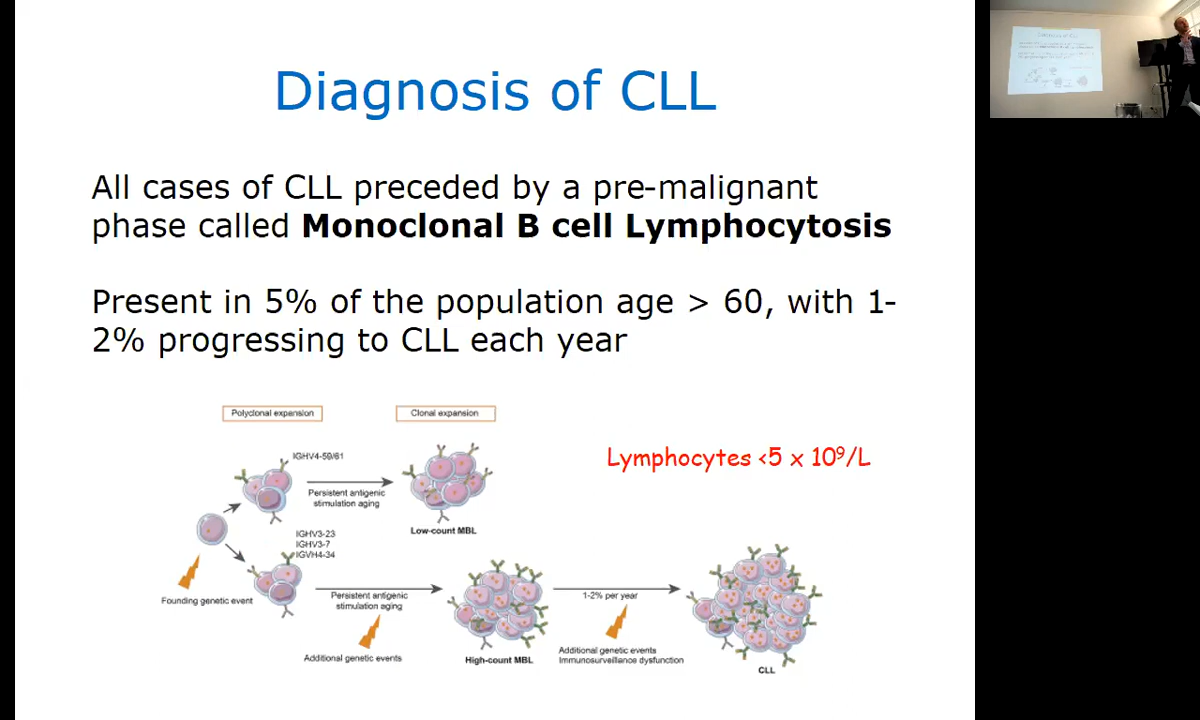 Diagnosis of CLL
All cases of CLL preceded by a pre-malignant
phase called Monoclonal B cell Lymphocytosis
Present in 5% of the population age > 60, with 1-
2% progressing to CLL each year
Polyclonal expansion
Clonal expansion
Lymphocytes <5 x 10⁹/L
IGHV4-59/61
Persistent antigenic
stimulation aging
Low-count MBL
IGHV3-23
IGHV3-7
IGVH4-34
Founding genetic event
Persistent antigenic
stimulation aging
Additional genetic events
High-count MBL
1-2% per year
Additional genetic events
Immunosurveillance dysfunction
CLL